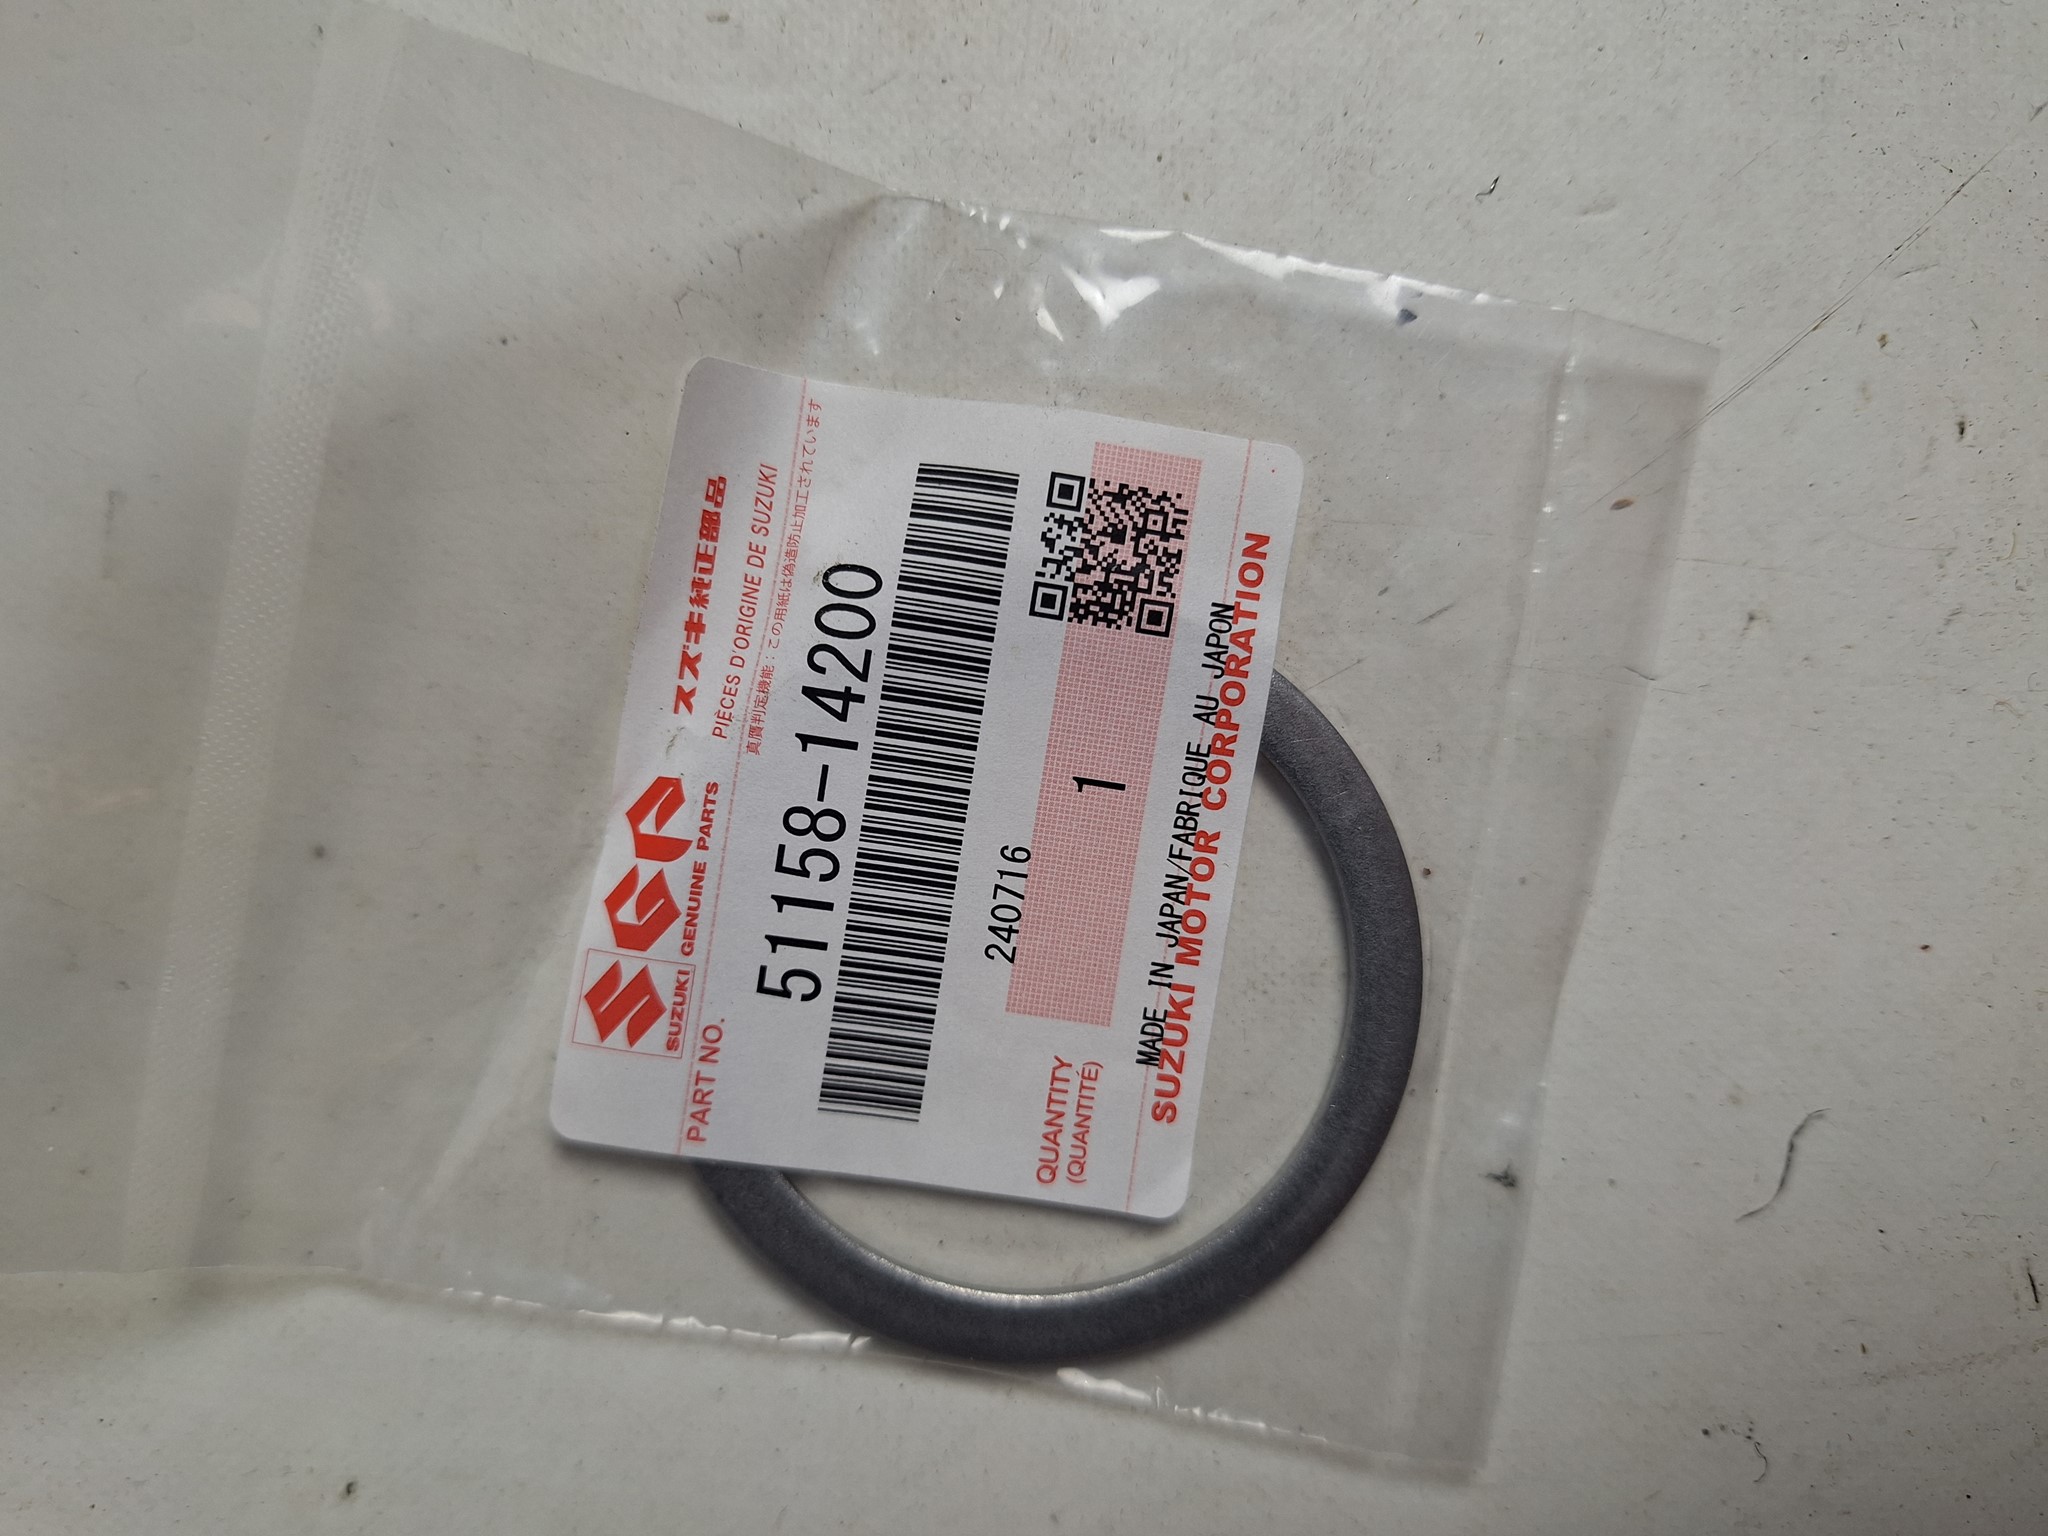 SGP
SUZUKI GENUINE PARTS
スズキ純正部品
PIÈCES D'ORIGINE DE SUZUKI
真贋判定機能：この用紙は偽造防止加工されています
PART NO.
51158-14200
240716
QUANTITY
(QUANTITÉ)
1
MADE IN JAPAN/FABRIQUE AU JAPON
SUZUKI MOTOR CORPORATION